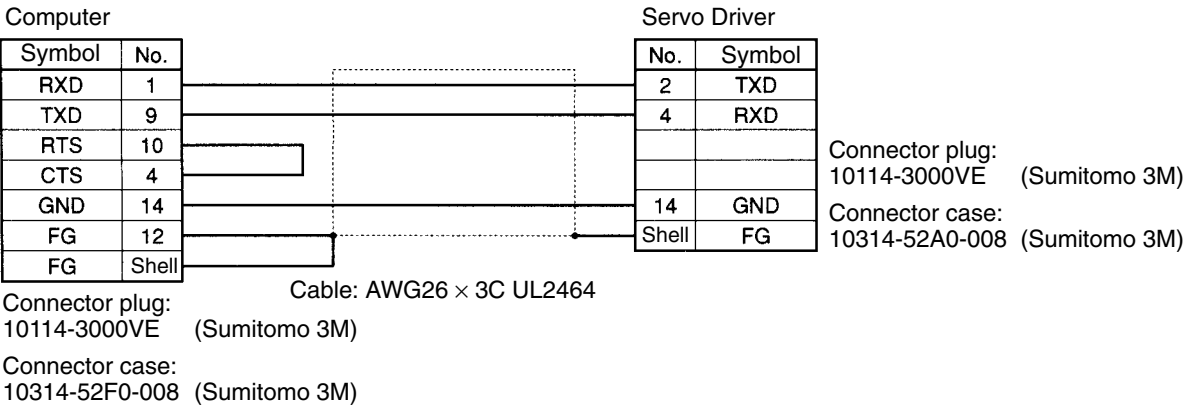 Computer
Servo Driver
Symbol No.
No. Symbol
RXD 1
2 TXD
TXD 9
4 RXD
RTS 10
CTS 4
GND 14
14 GND
FG 12
Shell FG
FG Shell
Connector plug:
10114-3000VE (Sumitomo 3M)
Connector case:
10314-52A0-008 (Sumitomo 3M)
Cable: AWG26 × 3C UL2464
Connector plug:
10114-3000VE (Sumitomo 3M)
Connector case:
10314-52F0-008 (Sumitomo 3M)